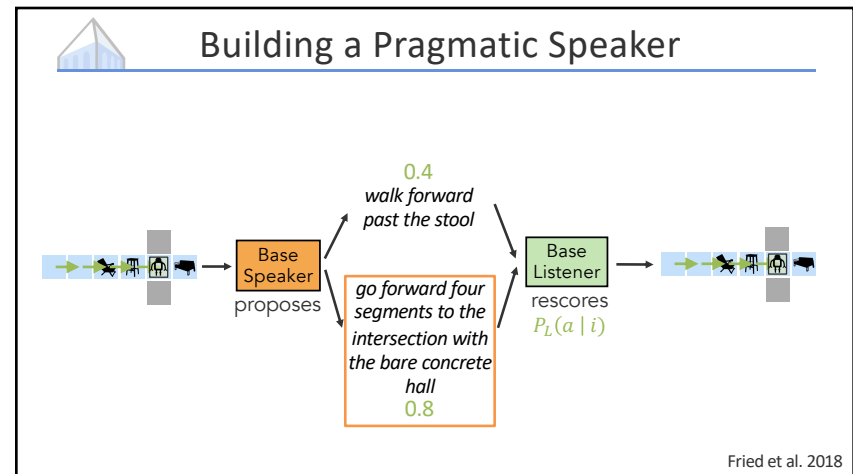 Building a Pragmatic Speaker
0.4
walk forward
past the stool
Base
Speaker
proposes
go forward four
segments to the
intersection with
the bare concrete
hall
0.8
Base
Listener
rescores
P_L(a | i)
Fried et al. 2018